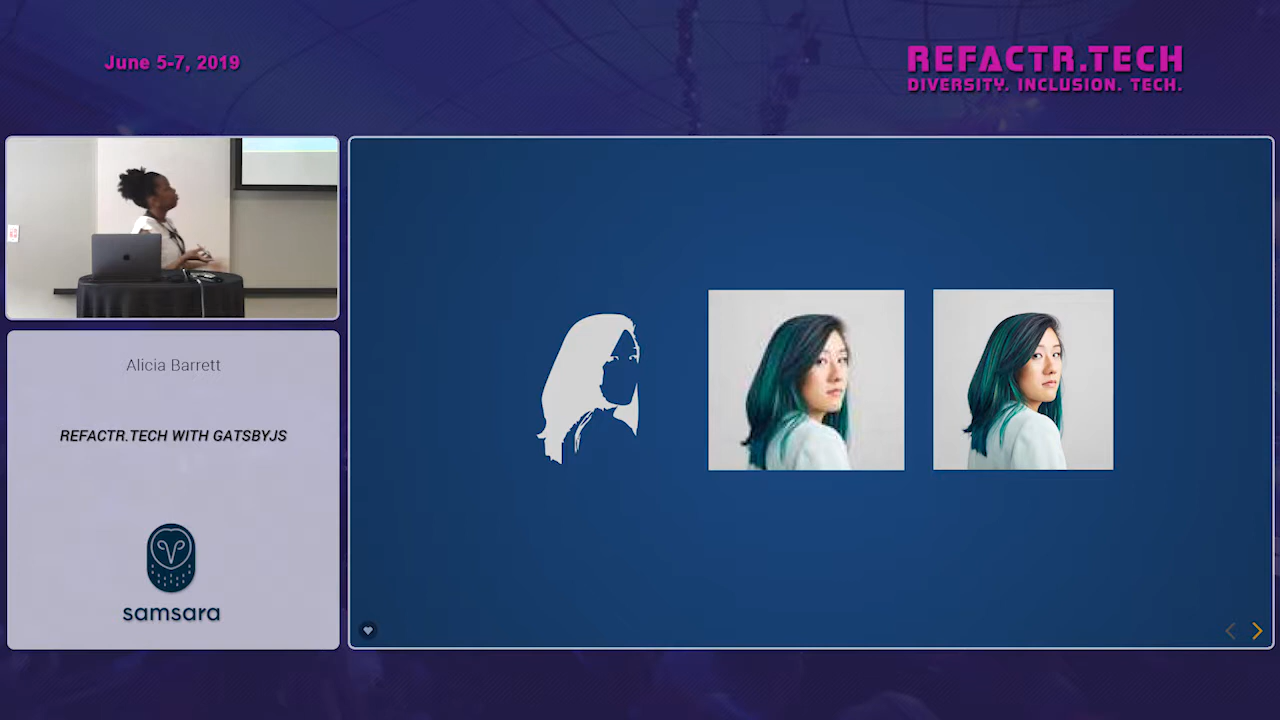 June 5-7, 2019
REFACTR.TECH
DIVERSITY. INCLUSION. TECH.
Alicia Barrett
REFACTR.TECH WITH GATSBYJS
samsara